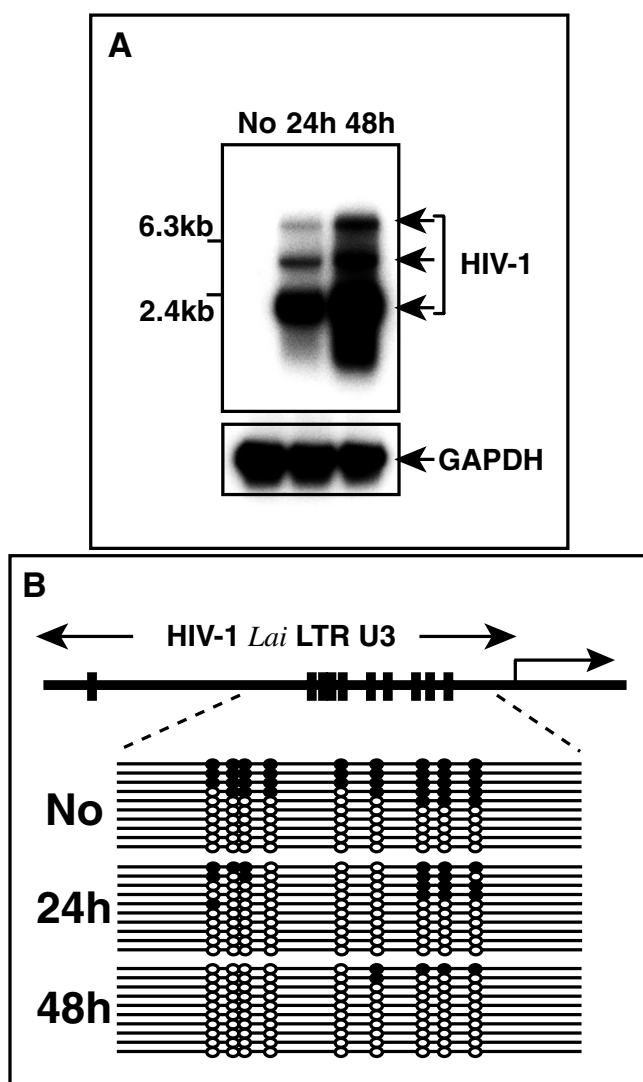 A
No 24h 48h
6.3kb
HIV-1
2.4kb
GAPDH
B
HIV-1 Lai LTR U3
No
24h
48h